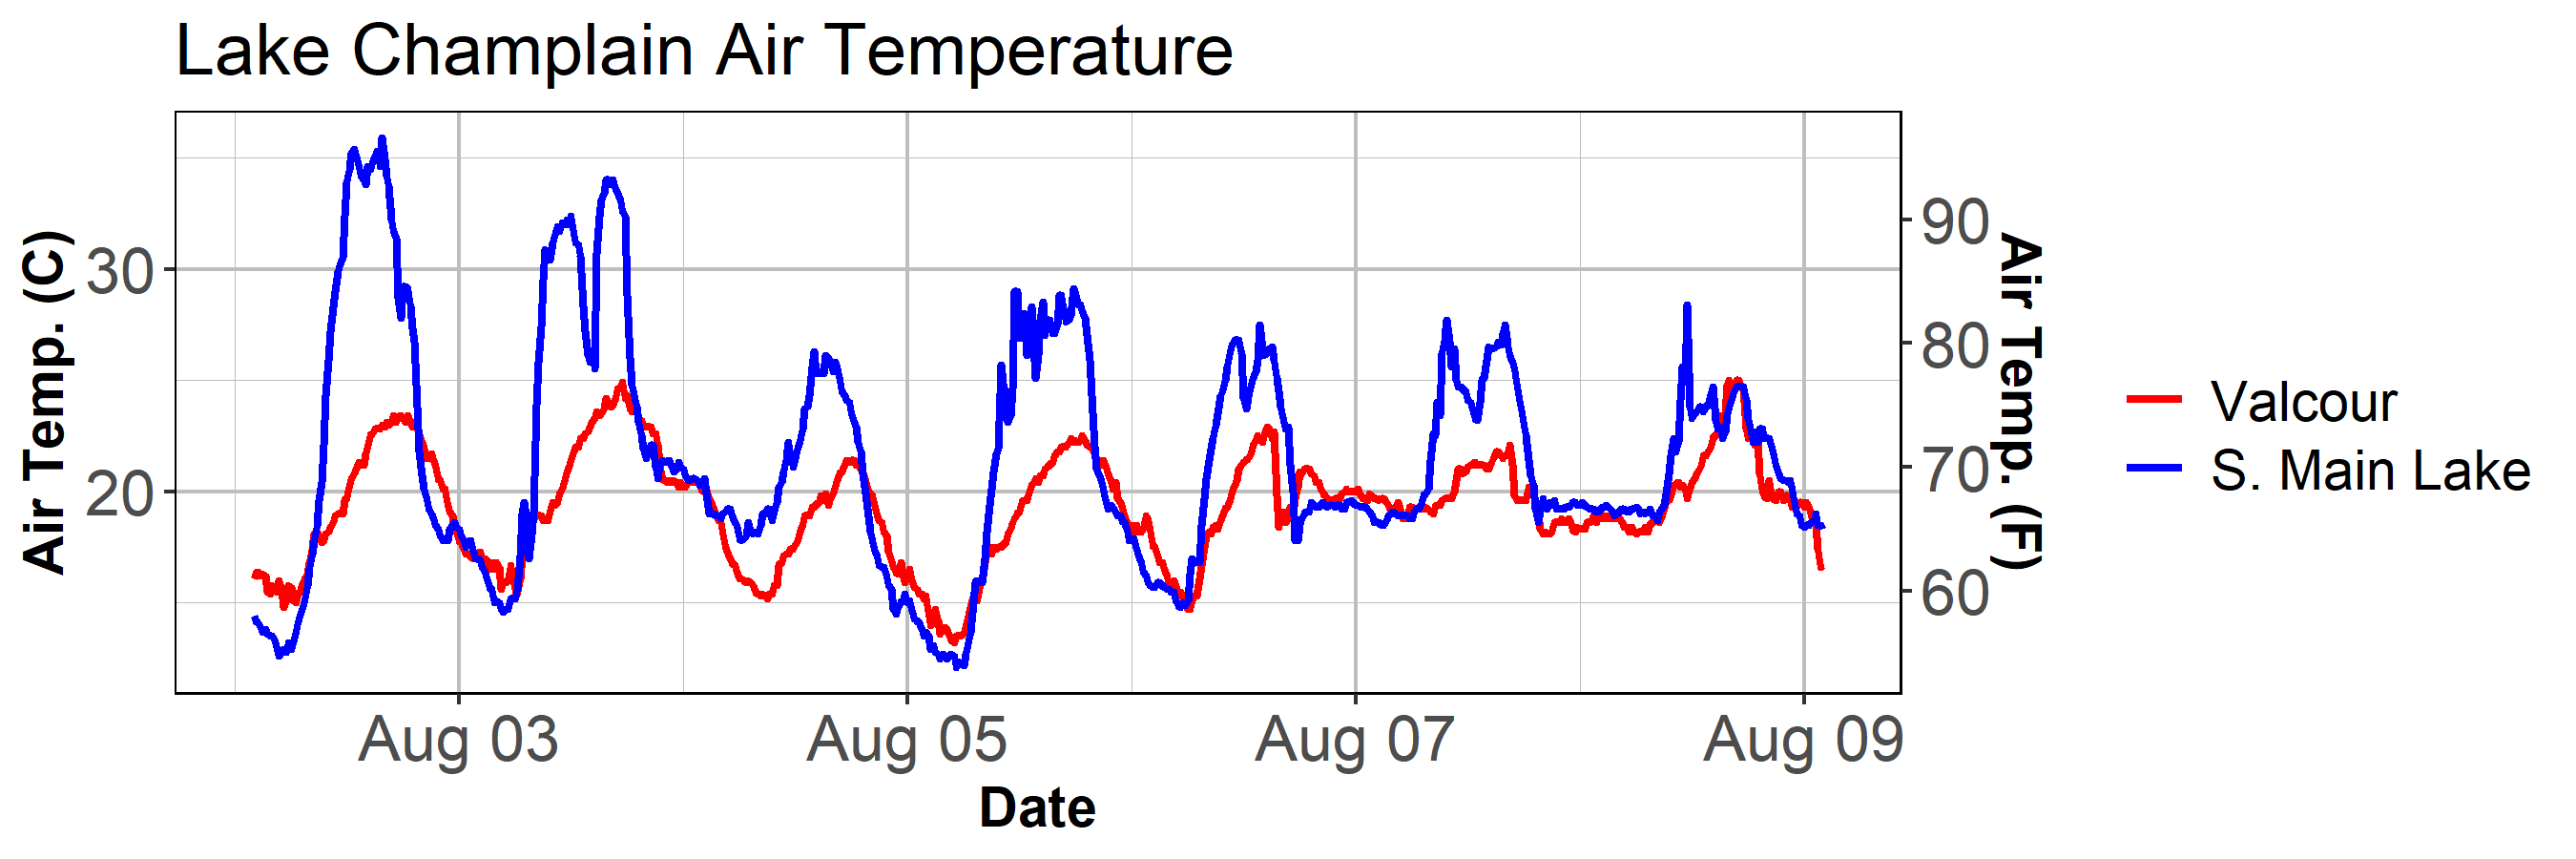 Lake Champlain Air Temperature
Air Temp. (C)
30
20
90
80
70
60
Air Temp. (F)
Aug 03
Aug 05
Aug 07
Aug 09
Date
Valcour
S. Main Lake